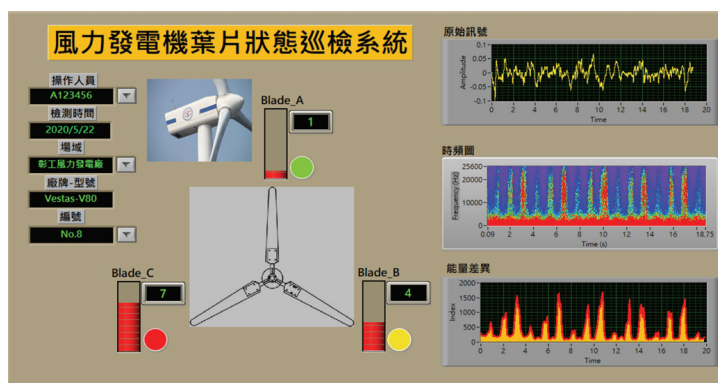 風力發電機葉片狀態巡檢系統
操作人員
A123456
檢測時間
2020/5/22
場域
彰工風力發電廠
廠牌-型號
Vestas-V80
編號
No.8
Blade_A
1
Blade_C
7
Blade_B
4
原始訊號
Amplitude
0.1
0.05
0
-0.05
-0.1
0 2 4 6 8 10 12 14 16 18 20
Time
時頻圖
Frequency (Hz)
25600
20000
10000
0
0.09 2 4 6 8 10 12 14 16 18.75
Time (s)
能量差異
Index
2000
1500
1000
500
0
0 2 4 6 8 10 12 14 16 18 20
Time